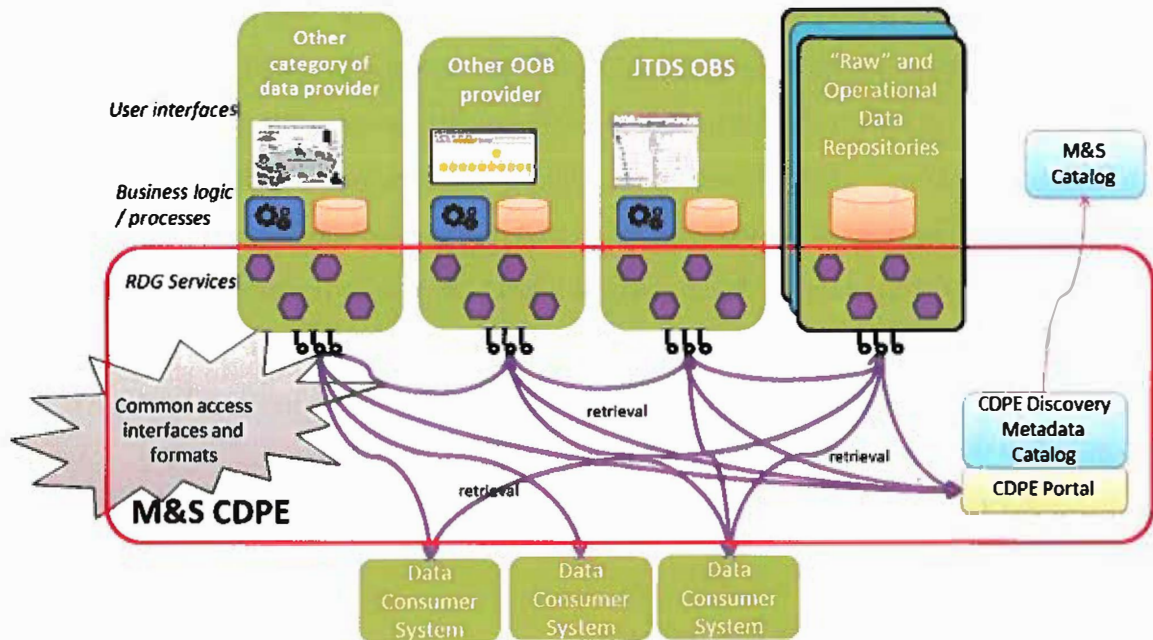 Other
category of
data provider
Other OOB
provider
JTDS OBS
"Raw" and
Operational
Data
Repositories
User interfaces
M&S
Catalog
Business logic
/ processes
RDG Services
Common access
interfaces and
formats
retrieval
retrieval
retrieval
CDPE Discovery
Metadata
Catalog
CDPE Portal
M&S CDPE
Data
Consumer
System
Data
Consumer
System
Data
Consumer
System